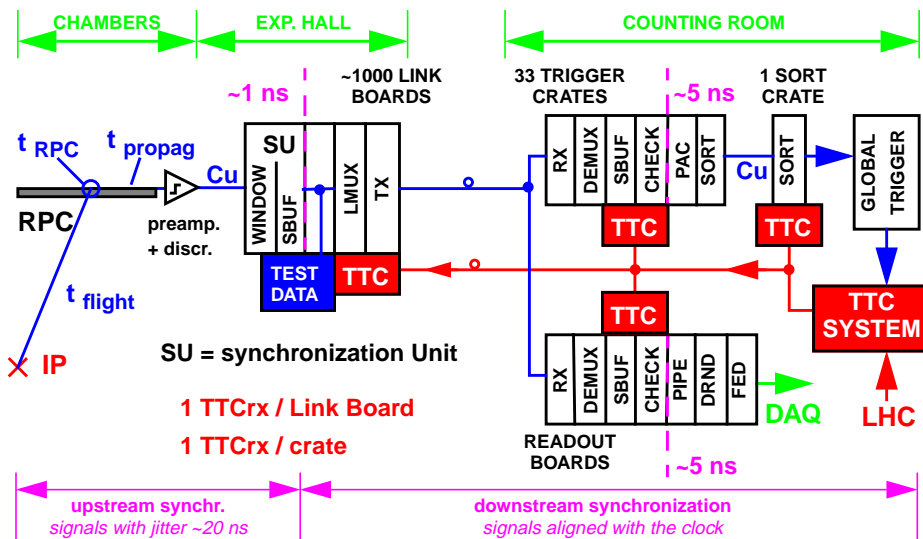 CHAMBERS
EXP. HALL
COUNTING ROOM
~1 ns
~1000 LINK
BOARDS
33 TRIGGER
CRATES
~5 ns
1 SORT
CRATE
t RPC
t propag
Cu
RPC
preamp.
+ discr.
t flight
IP
WINDOW
SU
SBUF
LMUX
TX
TEST
DATA
TTC
RX
DEMUX
SBUF
CHECK
PAC
SORT
Cu
SORT
GLOBAL
TRIGGER
TTC
TTC
TTC
TTC
SYSTEM
LHC
RX
DEMUX
SBUF
CHECK
PIPE
DRND
FED
DAQ
READOUT
BOARDS
~5 ns
SU = synchronization Unit
1 TTCrx / Link Board
1 TTCrx / crate
upstream synchr.
signals with jitter ~20 ns
downstream synchronization
signals aligned with the clock